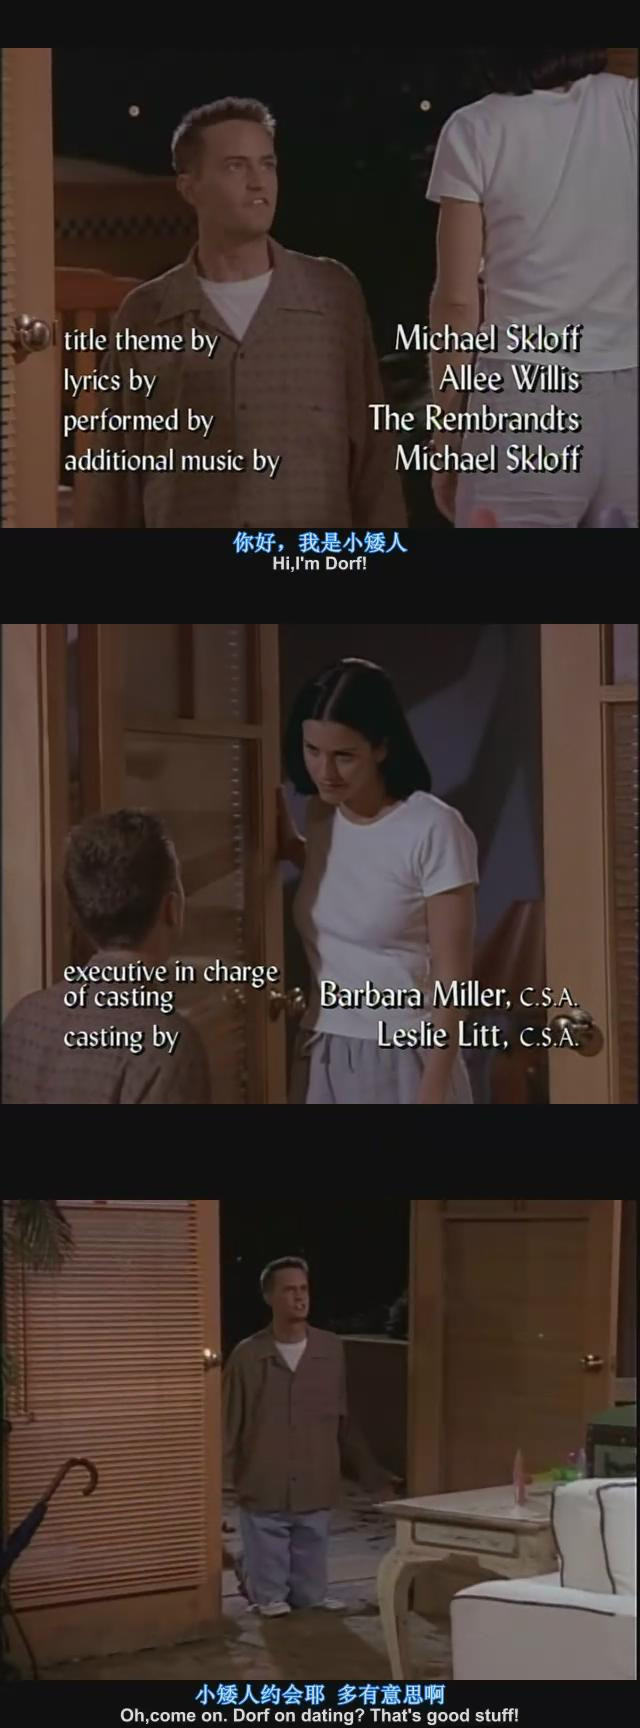 title theme by Michael Skloff
lyrics by Allee Willis
performed by The Rembrandts
additional music by Michael Skloff
你好，我是小矮人
Hi,I'm Dorf!
executive in charge
of casting Barbara Miller, C.S.A.
casting by Leslie Litt, C.S.A.
小矮人约会耶 多有意思啊
Oh,come on. Dorf on dating? That's good stuff!